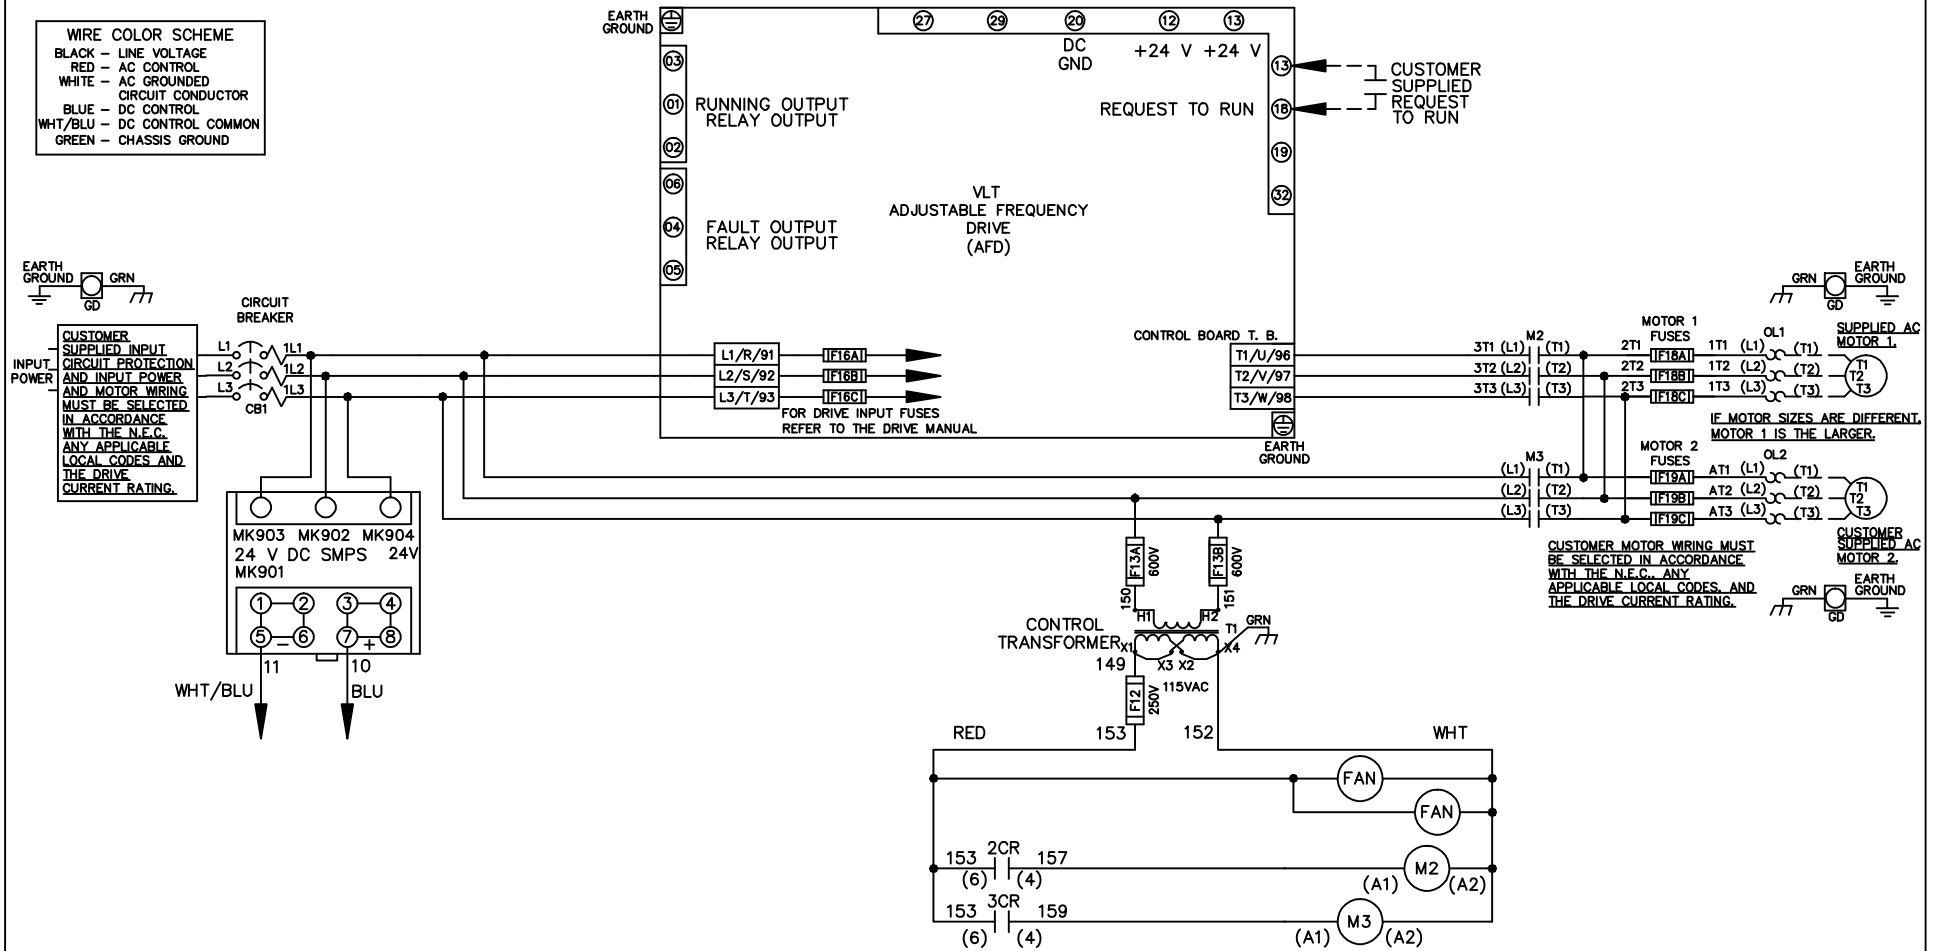 WIRE COLOR SCHEME
BLACK – LINE VOLTAGE
RED – AC CONTROL
WHITE – AC GROUNDED
CIRCUIT CONDUCTOR
BLUE – DC CONTROL
WHT/BLU – DC CONTROL COMMON
GREEN – CHASSIS GROUND
EARTH
GROUND
27
29
20
12
13
DC
GND
+24 V
+24 V
03
01
02
RUNNING OUTPUT
RELAY OUTPUT
06
04
05
FAULT OUTPUT
RELAY OUTPUT
13
18
19
32
REQUEST TO RUN
CUSTOMER
SUPPLIED
REQUEST
TO RUN
VLT
ADJUSTABLE FREQUENCY
DRIVE
(AFD)
EARTH
GROUND
GRN
GD
INPUT
POWER
CUSTOMER
SUPPLIED INPUT
CIRCUIT PROTECTION
AND INPUT POWER
AND MOTOR WIRING
MUST BE SELECTED
IN ACCORDANCE
WITH THE N.E.C.
ANY APPLICABLE
LOCAL CODES AND
THE DRIVE
CURRENT RATING.
CIRCUIT
BREAKER
L1
1L1
L2
1L2
L3
1L3
CB1
L1/R/91
F16A
L2/S/92
F16B
L3/T/93
F16C
FOR DRIVE INPUT FUSES
REFER TO THE DRIVE MANUAL
CONTROL BOARD T. B.
T1/U/96
T2/V/97
T3/W/98
EARTH
GROUND
M2
3T1 (L1) (T1)
3T2 (L2) (T2)
3T3 (L3) (T3)
MOTOR 1
FUSES
2T1 F18A 1T1 (L1) (T1)
2T2 F18B 1T2 (L2) (T2)
2T3 F18C 1T3 (L3) (T3)
OL1
GRN
GD
EARTH
GROUND
SUPPLIED AC
MOTOR 1.
T1
T2
T3
IF MOTOR SIZES ARE DIFFERENT,
MOTOR 1 IS THE LARGER.
M3
(L1) (T1)
(L2) (T2)
(L3) (T3)
MOTOR 2
FUSES
F19A AT1 (L1) (T1)
F19B AT2 (L2) (T2)
F19C AT3 (L3) (T3)
OL2
T1
T2
T3
CUSTOMER
SUPPLIED AC
MOTOR 2.
CUSTOMER MOTOR WIRING MUST
BE SELECTED IN ACCORDANCE
WITH THE N.E.C., ANY
APPLICABLE LOCAL CODES, AND
THE DRIVE CURRENT RATING.
GRN
GD
EARTH
GROUND
MK903 MK902 MK904
24 V DC SMPS 24V
MK901
1 2 3 4
5 – 6 7 + 8
11
10
WHT/BLU
BLU
F13A
600V
F13B
600V
150
151
H1
H2
CONTROL
TRANSFORMER
T1
GRN
X1
X3 X2
X4
149
115VAC
F12
250V
153
152
RED
WHT
FAN
FAN
2CR
153
157
(6) (4)
M2
(A1)
(A2)
3CR
153
159
(6) (4)
M3
(A1)
(A2)